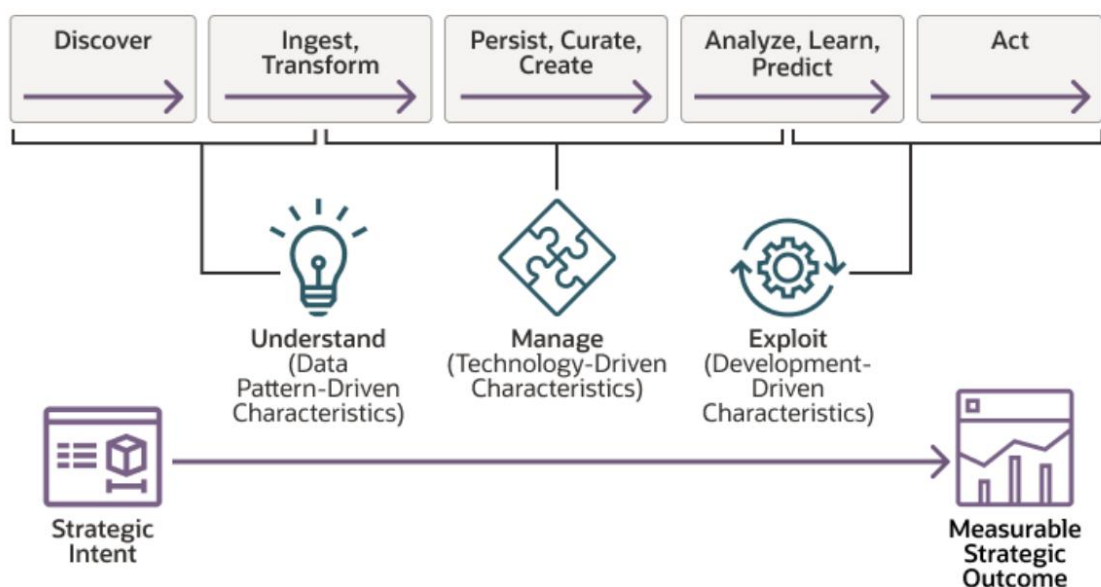 Discover
Ingest,
Transform
Persist, Curate,
Create
Analyze, Learn,
Predict
Act
Understand
(Data
Pattern-Driven
Characteristics)
Manage
(Technology-Driven
Characteristics)
Exploit
(Development-
Driven
Characteristics)
Strategic
Intent
Measurable
Strategic
Outcome